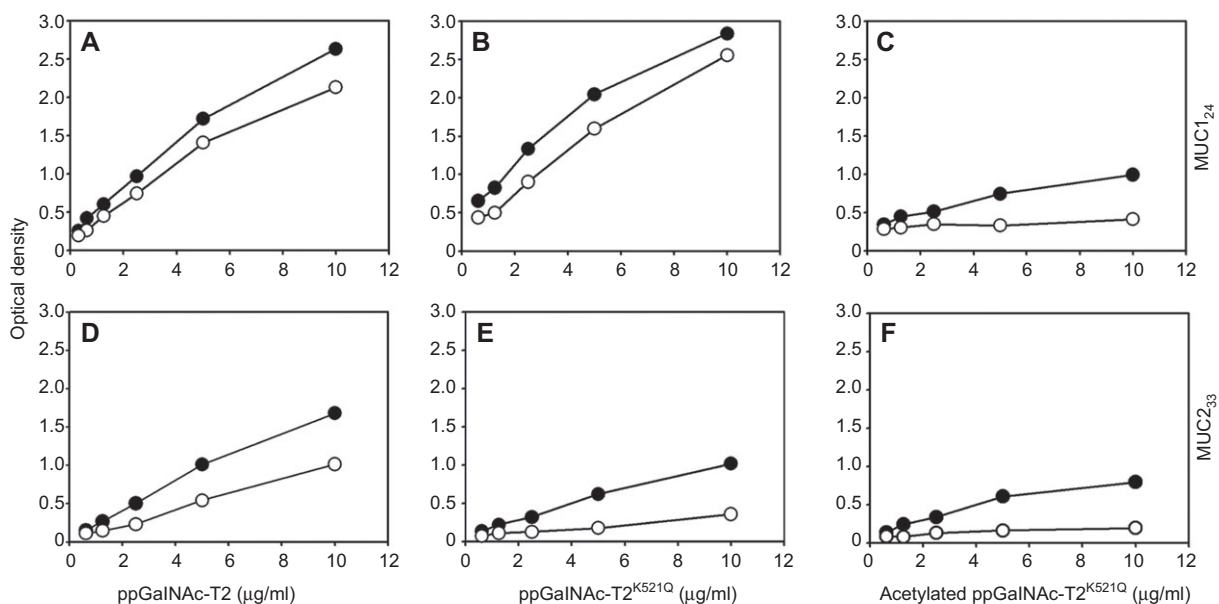 A
3.0
2.5
2.0
1.5
1.0
0.5
0
0 2 4 6 8 10 12
B
3.0
2.5
2.0
1.5
1.0
0.5
0
0 2 4 6 8 10 12
C
3.0
2.5
2.0
1.5
1.0
0.5
0
0 2 4 6 8 10 12
MUC1₂₄
Optical density
D
3.0
2.5
2.0
1.5
1.0
0.5
0
0 2 4 6 8 10 12
ppGalNAc-T2 (μg/ml)
E
3.0
2.5
2.0
1.5
1.0
0.5
0
0 2 4 6 8 10 12
ppGalNAc-T2ᴷ⁵²¹Q (μg/ml)
F
3.0
2.5
2.0
1.5
1.0
0.5
0
0 2 4 6 8 10 12
Acetylated ppGalNAc-T2ᴷ⁵²¹Q (μg/ml)
MUC2₃₃